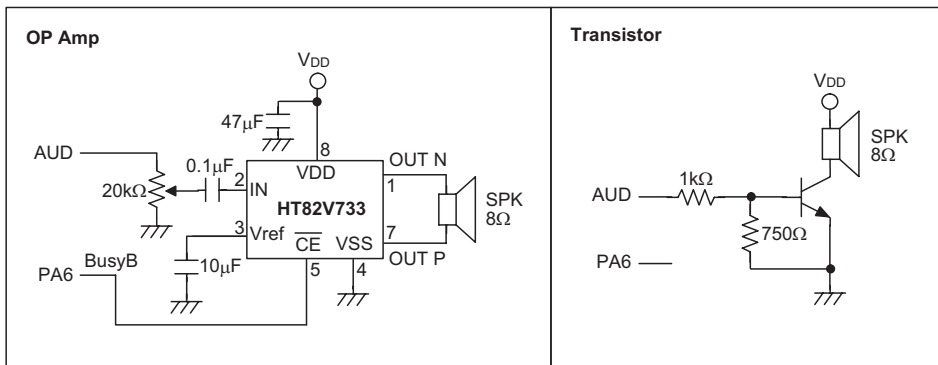 OP Amp
VDD
47μF
8
AUD
0.1μF
2
IN
VDD
OUT N
1
20kΩ
HT82V733
SPK
8Ω
3
Vref
CE
VSS
7
OUT P
BusyB
10μF
5
4
PA6
Transistor
VDD
SPK
8Ω
AUD
1kΩ
750Ω
PA6